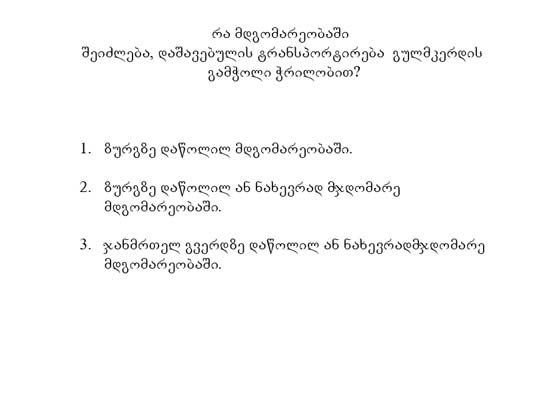 რა მდგომარეობაში
შეიძლება, დაშავებულის ტრანსპორტირება გულმკერდის
გამჭოლი ჭრილობით?
1. ზურგზე დაწოლილ მდგომარეობაში.
2. ზურგზე დაწოლილ ან ნახევრად მჯდომარე
მდგომარეობაში.
3. ჯანმრთელ გვერდზე დაწოლილ ან ნახევრადმჯდომარე
მდგომარეობაში.